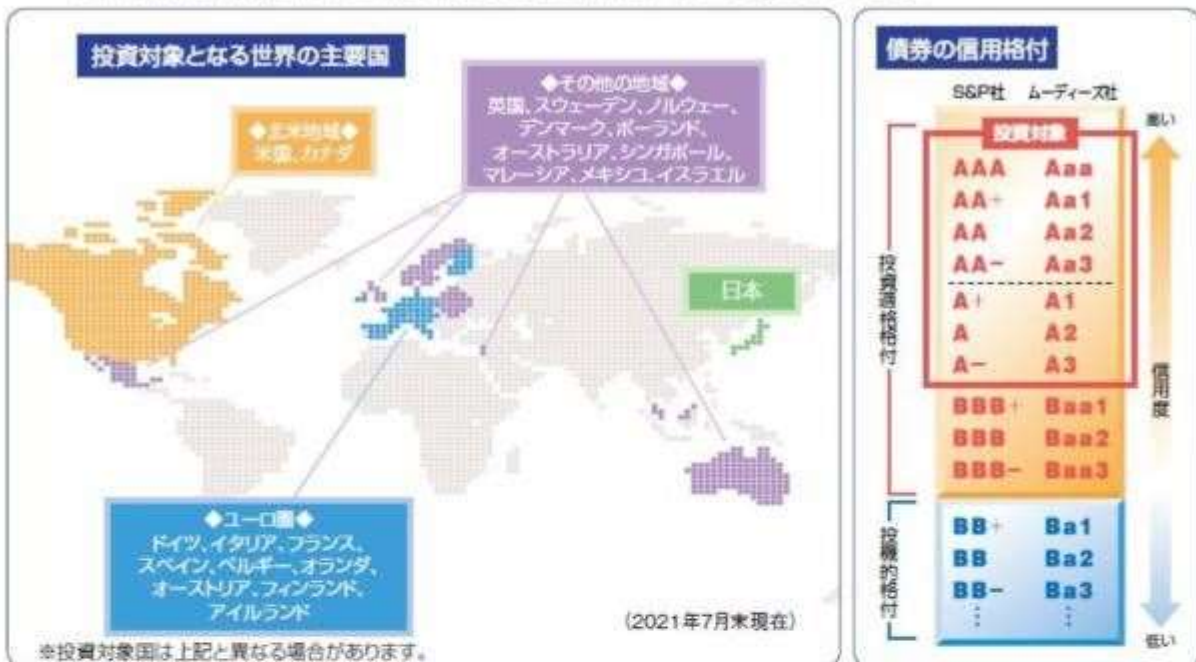 投資対象となる世界の主要国
◆北米地域◆
米国、カナダ
◆その他の地域◆
英国、スウェーデン、ノルウェー、
デンマーク、ポーランド、
オーストラリア、シンガポール、
マレーシア、メキシコ、イスラエル
日本
◆ユーロ圏◆
ドイツ、イタリア、フランス、
スペイン、ベルギー、オランダ、
オーストリア、フィンランド、
アイルランド
(2021年7月末現在)
※投資対象国は上記と異なる場合があります。
債券の信用格付
S&P社 ムーディーズ社
投資対象
高い
AAA Aaa
AA+ Aa1
AA Aa2
AA- Aa3
A+ A1
A A2
A- A3
BBB+ Baa1
BBB Baa2
BBB- Baa3
BB+ Ba1
BB Ba2
BB- Ba3
⋮ ⋮
投資適格格付
投機的格付
信用度
低い